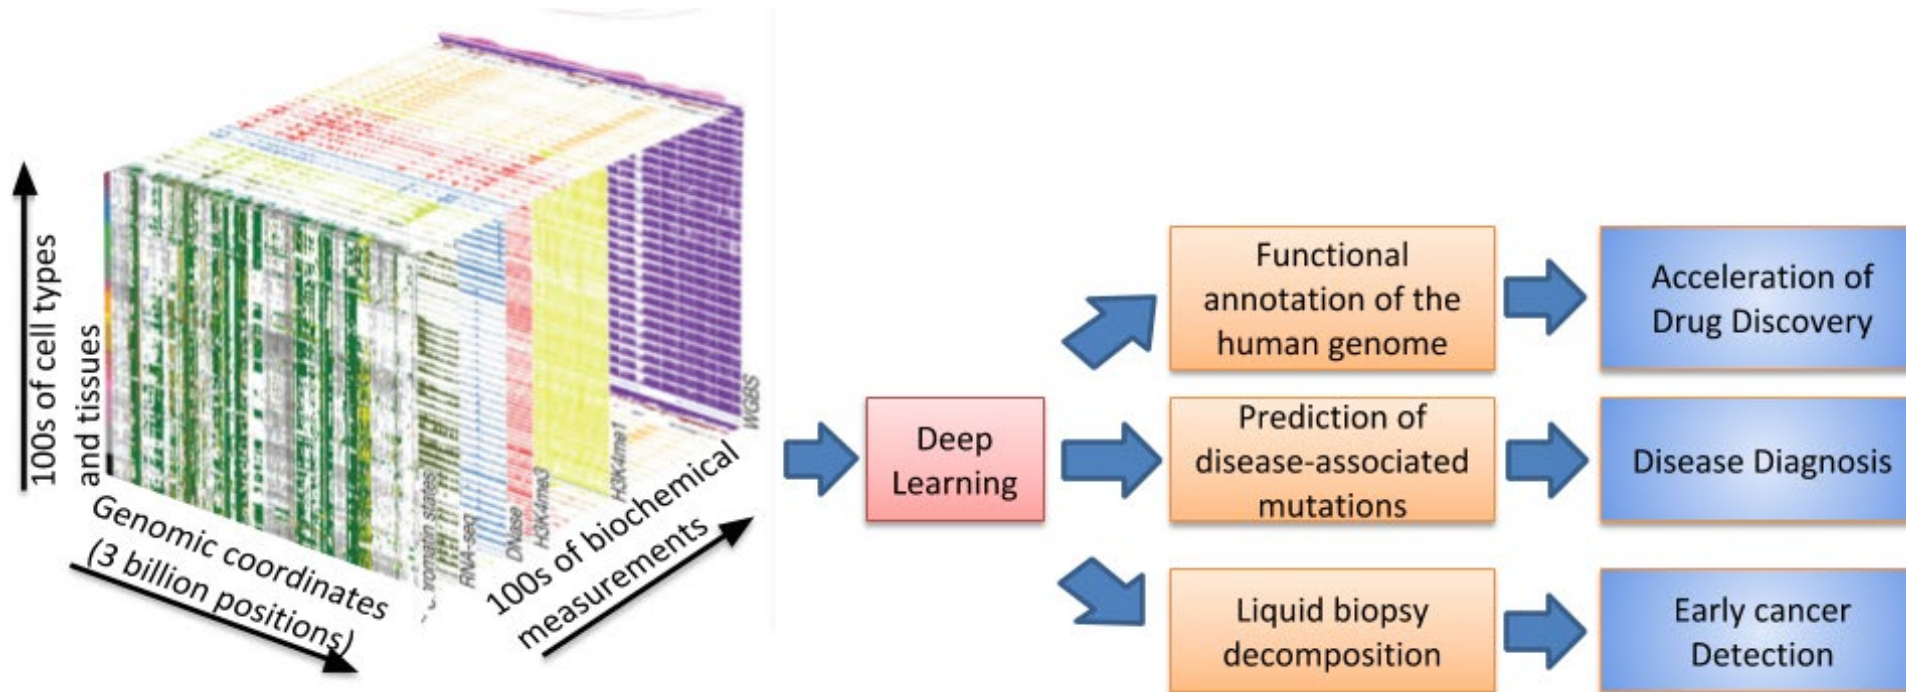 100s of cell types
and tissues
Genomic coordinates
(3 billion positions)
100s of biochemical
measurements
RNA-seq
DNase
H3K4me3
H3K4me1
WGBS
Deep
Learning
Functional
annotation of the
human genome
Acceleration of
Drug Discovery
Prediction of
disease-associated
mutations
Disease Diagnosis
Liquid biopsy
decomposition
Early cancer
Detection